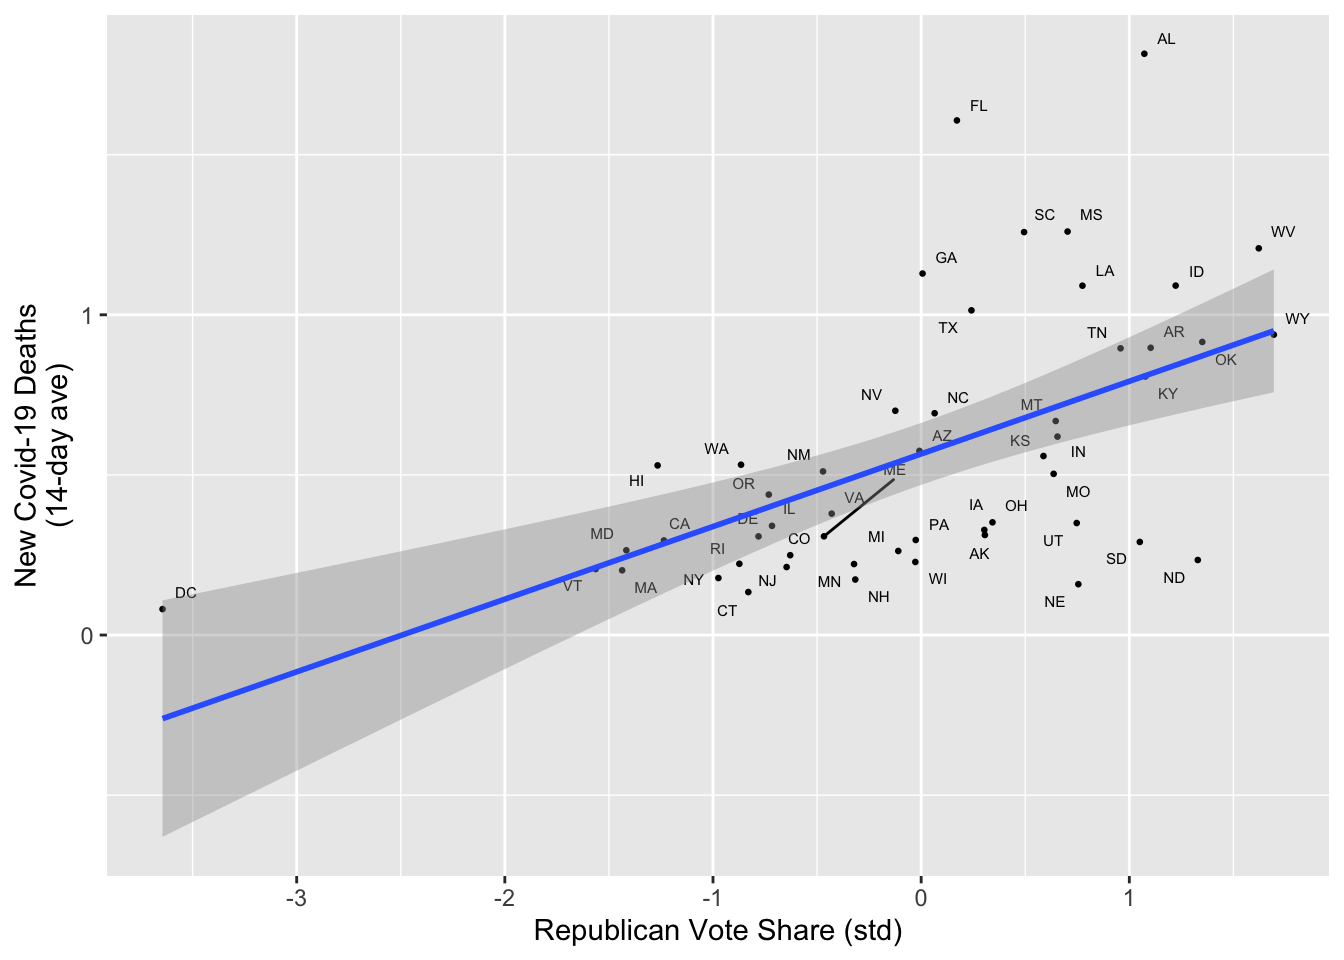 New Covid-19 Deaths
(14-day ave)
1
0
AL
FL
SC MS
WV
GA
LA ID
TX
TN AR WY
OK
NV NC
MT KY
WA NM AZ KS IN
HI OR ME MO
MD CA DE IL VA IA OH
RI CO MI PA AK UT
SD
VT MA NY NJ MN WI ND
DC CT NH NE
-3 -2 -1 0 1
Republican Vote Share (std)